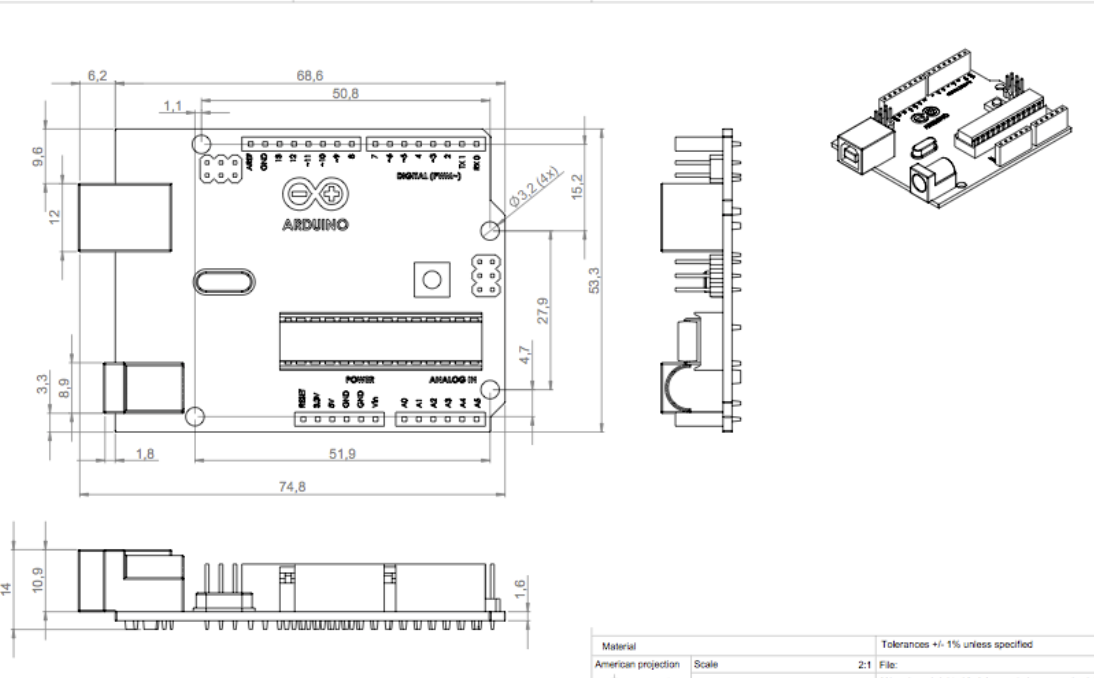 6,2
68,6
50,8
1,1
9,6
12
AREF
GND
13
12
~11
~10
~9
8
7
~6
~5
4
~3
2
TX 1
RX 0
DIGITAL (PWM~)
ARDUINO
Ø3,2 (4x)
15,2
53,3
27,9
4,7
3,3
8,9
POWER
ANALOG IN
RESET
3.3V
5V
GND
GND
Vin
A0
A1
A2
A3
A4
A5
1,8
51,9
74,8
ARDUINO
14
10,9
1,6
Material
Tolerances +/- 1% unless specified
American projection
Scale
2:1
File: